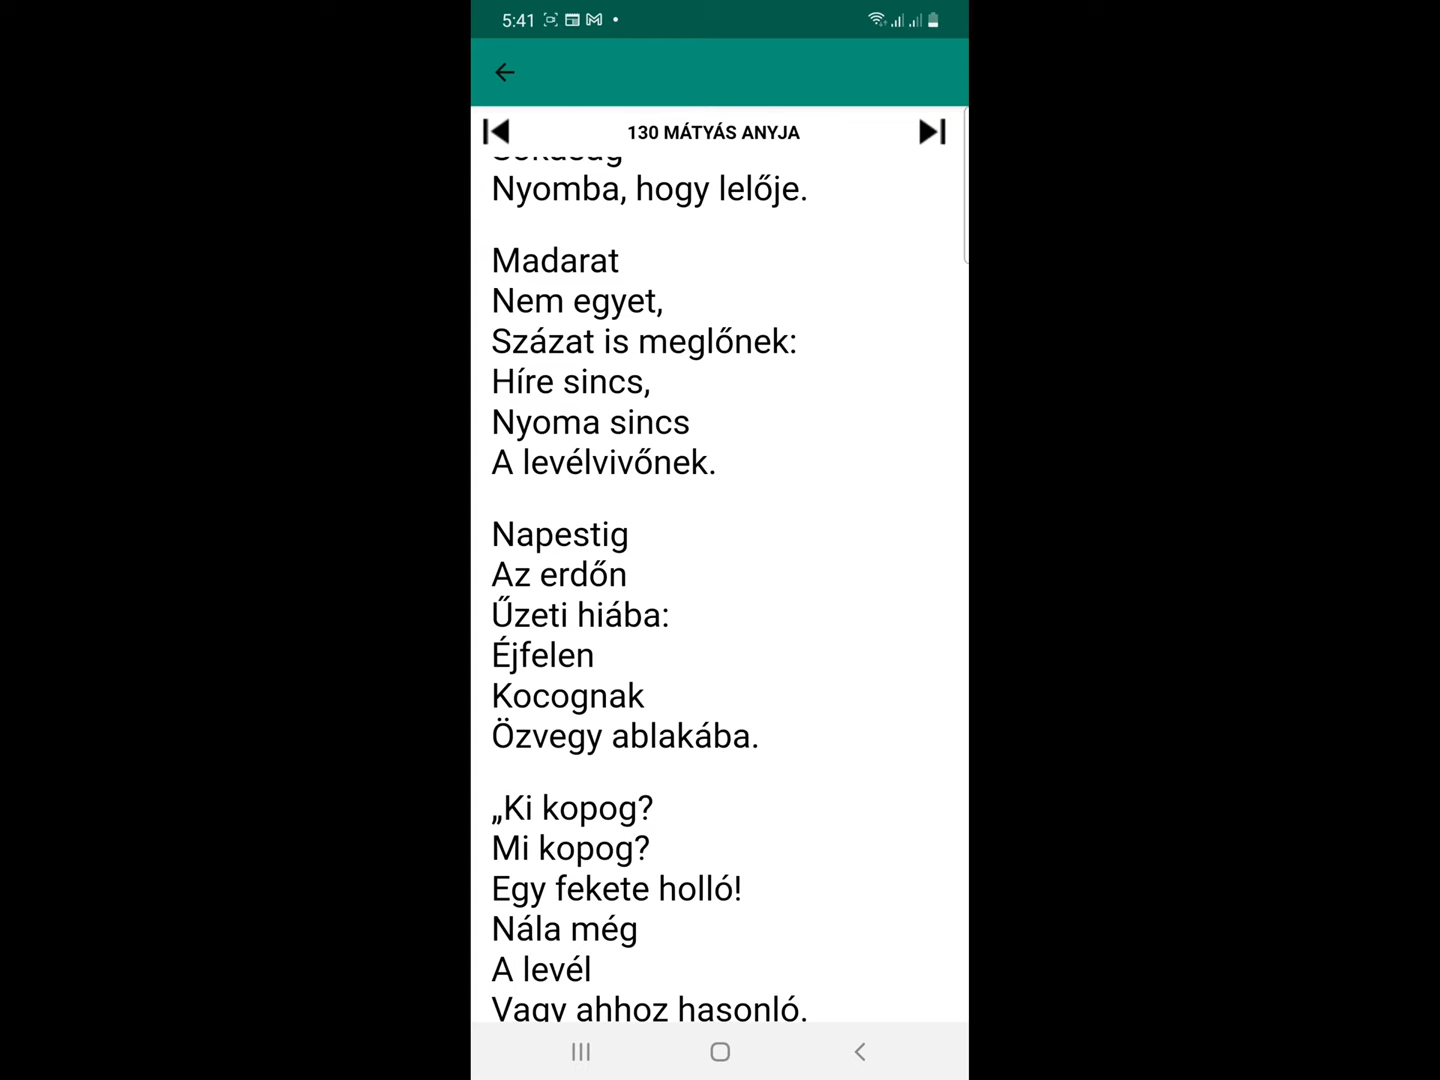 5:41
130 MÁTYÁS ANYJA
Nyomba, hogy lelője.
Madarat
Nem egyet,
Százat is meglőnek:
Híre sincs,
Nyoma sincs
A levélvivőnek.
Napestig
Az erdőn
Űzeti hiába:
Éjfelen
Kocognak
Özvegy ablakába.
„Ki kopog?
Mi kopog?
Egy fekete holló!
Nála még
A levél
Vagy ahhoz hasonló.